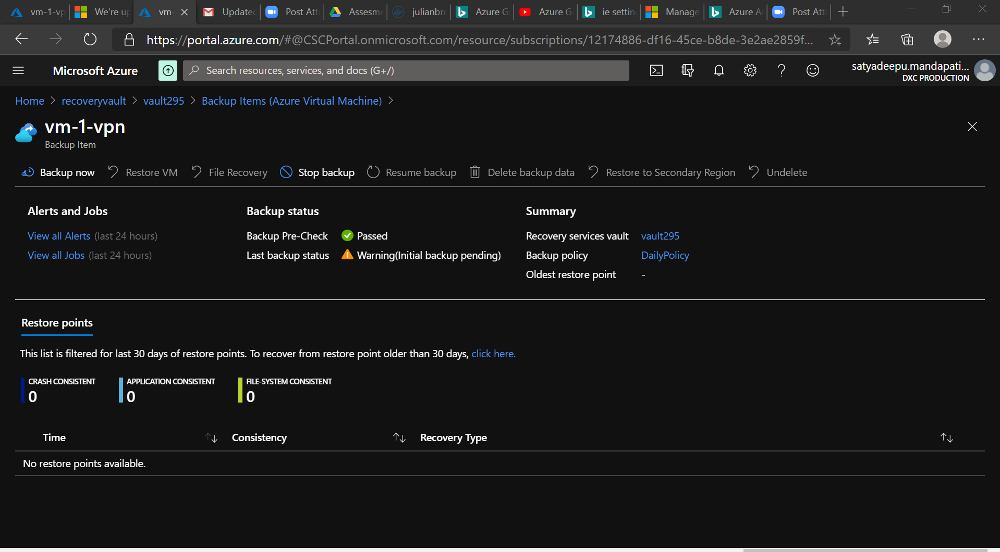 vm-1-vp We're up vm- Updated Post Att Assesme julianbre Azure G Azure G ie setting Manage Azure A Post Att
https://portal.azure.com/#@CSCPortal.onmicrosoft.com/resource/subscriptions/12174886-df16-45ce-b8de-3e2ae2859f...
Microsoft Azure Search resources, services, and docs (G+/) satyadeepu.mandapati...
DXC PRODUCTION
Home > recoveryvault > vault295 > Backup Items (Azure Virtual Machine) >
vm-1-vpn
Backup Item
Backup now Restore VM File Recovery Stop backup Resume backup Delete backup data Restore to Secondary Region Undelete
Alerts and Jobs Backup status Summary
View all Alerts (last 24 hours) Backup Pre-Check Passed Recovery services vault vault295
View all Jobs (last 24 hours) Last backup status Warning(Initial backup pending) Backup policy DailyPolicy
Oldest restore point -
Restore points
This list is filtered for last 30 days of restore points. To recover from restore point older than 30 days, click here.
CRASH CONSISTENT APPLICATION CONSISTENT FILE-SYSTEM CONSISTENT
0 0 0
Time Consistency Recovery Type
No restore points available.